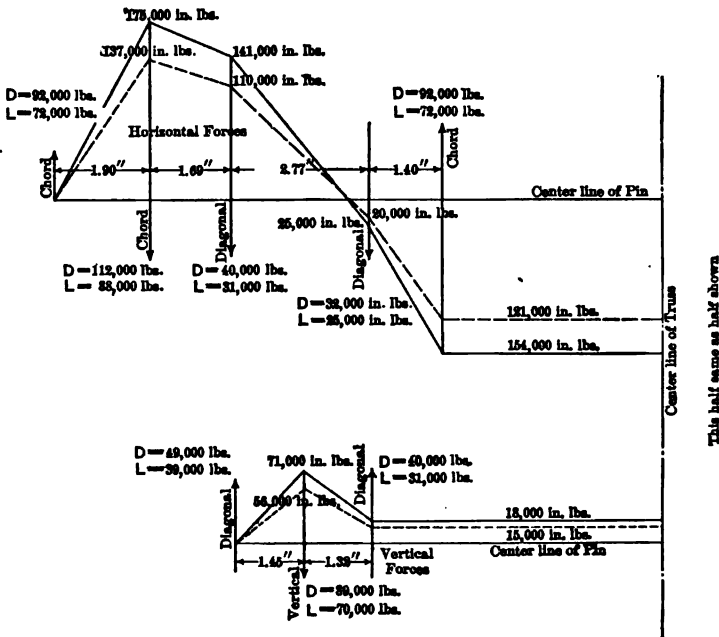 175,000 in. lbs.
137,000 in. lbs.
141,000 in. lbs.
110,000 in. lbs.
D=92,000 lbs.
L=72,000 lbs.
D=92,000 lbs.
L=72,000 lbs.
Horizontal Forces
Chord
1.90"
1.69"
2.77"
1.40"
Chord
Center line of Pin
Chord
Diagonal
25,000 in. lbs.
20,000 in. lbs.
Diagonal
D=112,000 lbs.
L=88,000 lbs.
D=40,000 lbs.
L=31,000 lbs.
D=32,000 in. lbs.
L=25,000 in. lbs.
121,000 in. lbs.
154,000 in. lbs.
Center line of Truss
This half same as half shown
D=49,000 lbs.
L=39,000 lbs.
71,000 in. lbs.
56,000 in. lbs.
Diagonal
D=40,000 lbs.
L=31,000 lbs.
Diagonal
18,000 in. lbs.
15,000 in. lbs.
1.45"
Vertical
Forces
Center line of Pin
Vertical
D=89,000 lbs.
L=70,000 lbs.